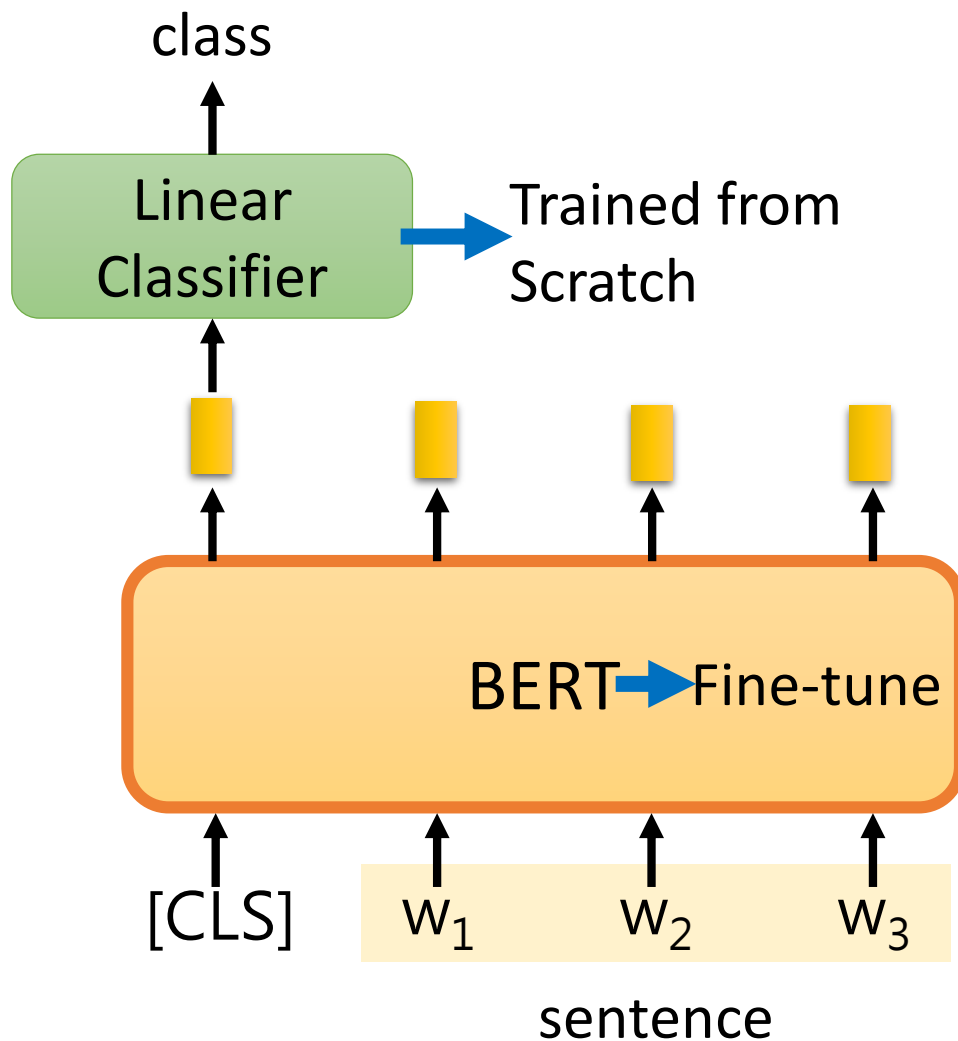 class
Linear
Classifier
Trained from
Scratch
BERT Fine-tune
[CLS] w₁ w₂ w₃
sentence